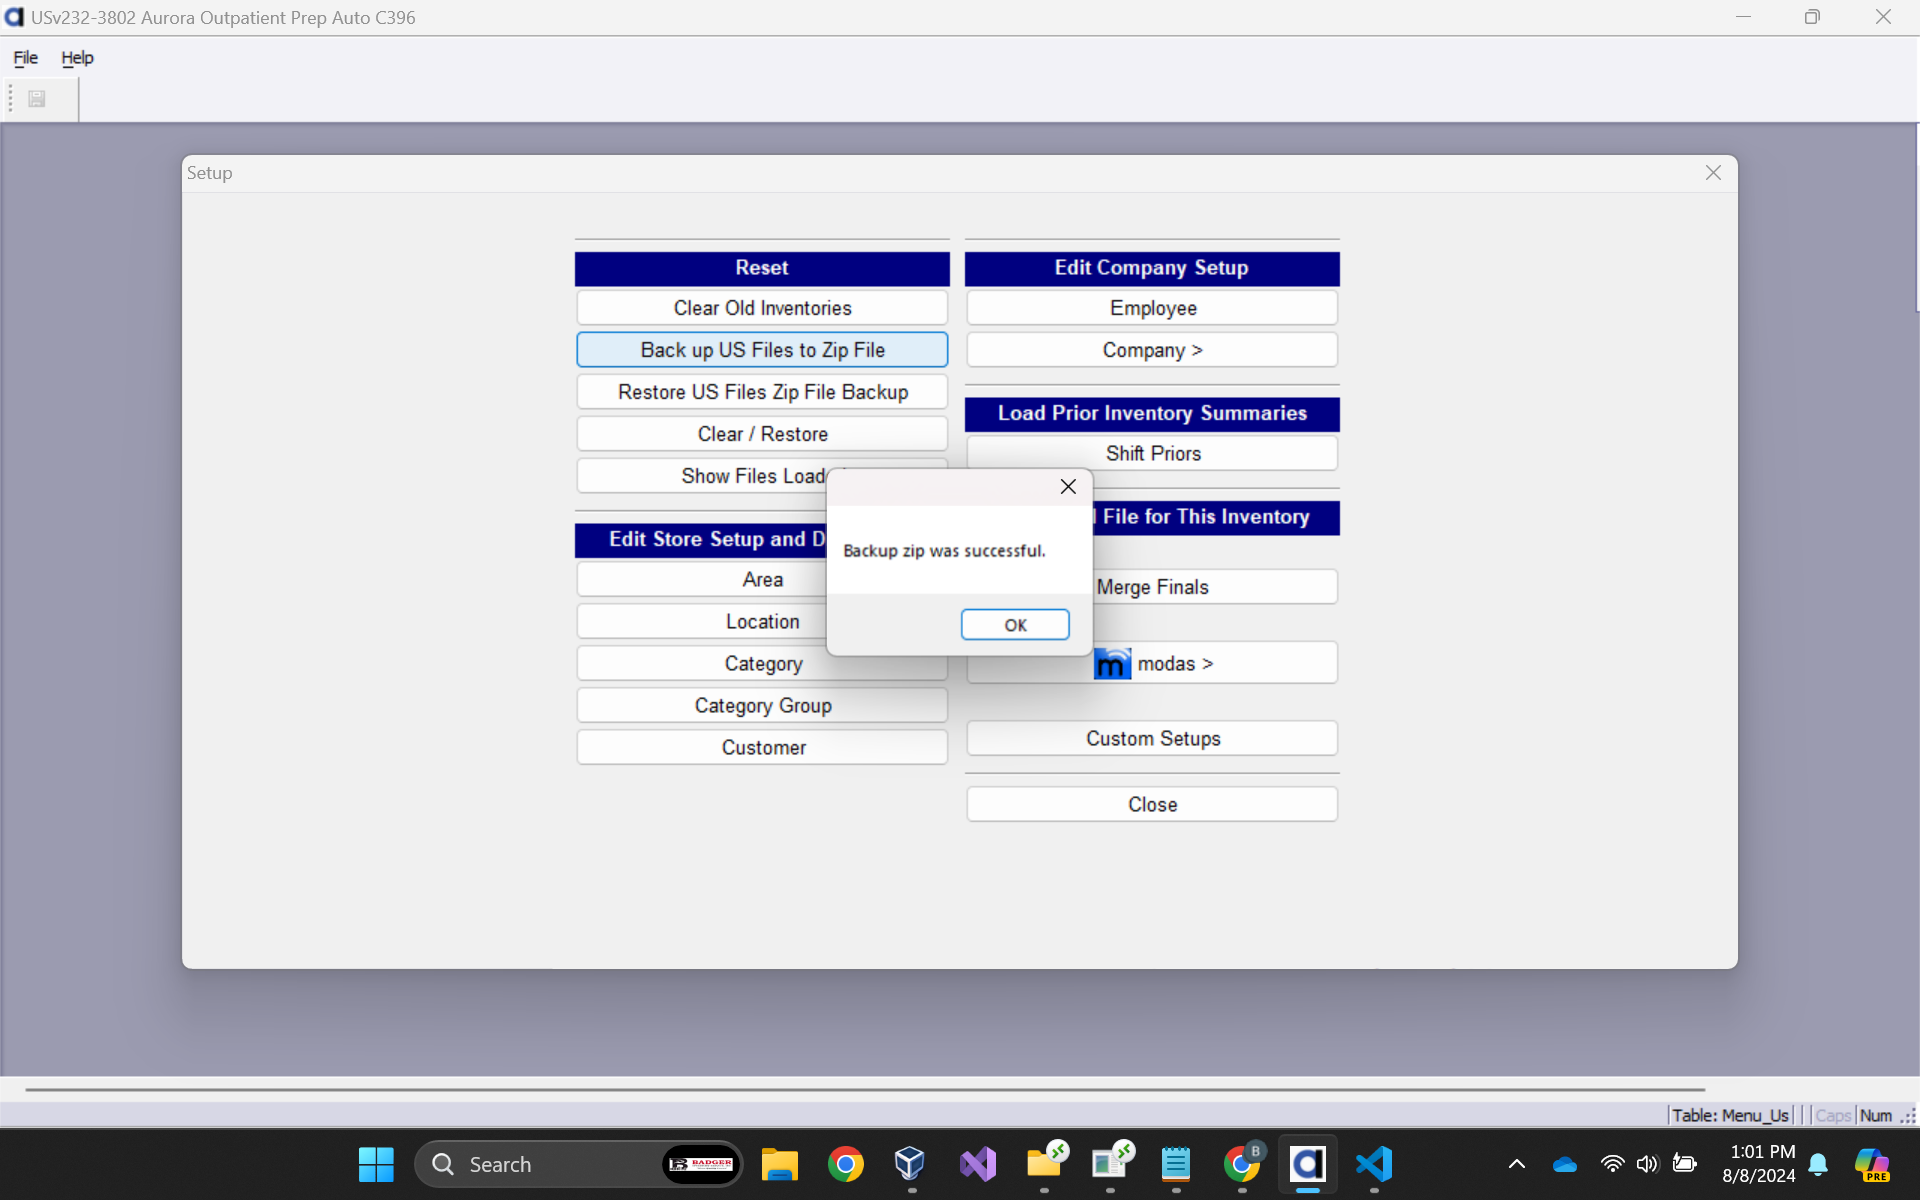 USv232-3802 Aurora Outpatient Prep Auto C396
File Help
Setup
Reset
Clear Old Inventories
Back up US Files to Zip File
Restore US Files Zip File Backup
Clear / Restore
Show Files Load
Edit Store Setup and D
Area
Location
Category
Category Group
Customer
Edit Company Setup
Employee
Company >
Load Prior Inventory Summaries
Shift Priors
File for This Inventory
Merge Finals
m modas >
Custom Setups
Close
Backup zip was successful.
OK
Table: Menu_Us Caps Num
Search
BADGER
B
1:01 PM
8/8/2024
PRE